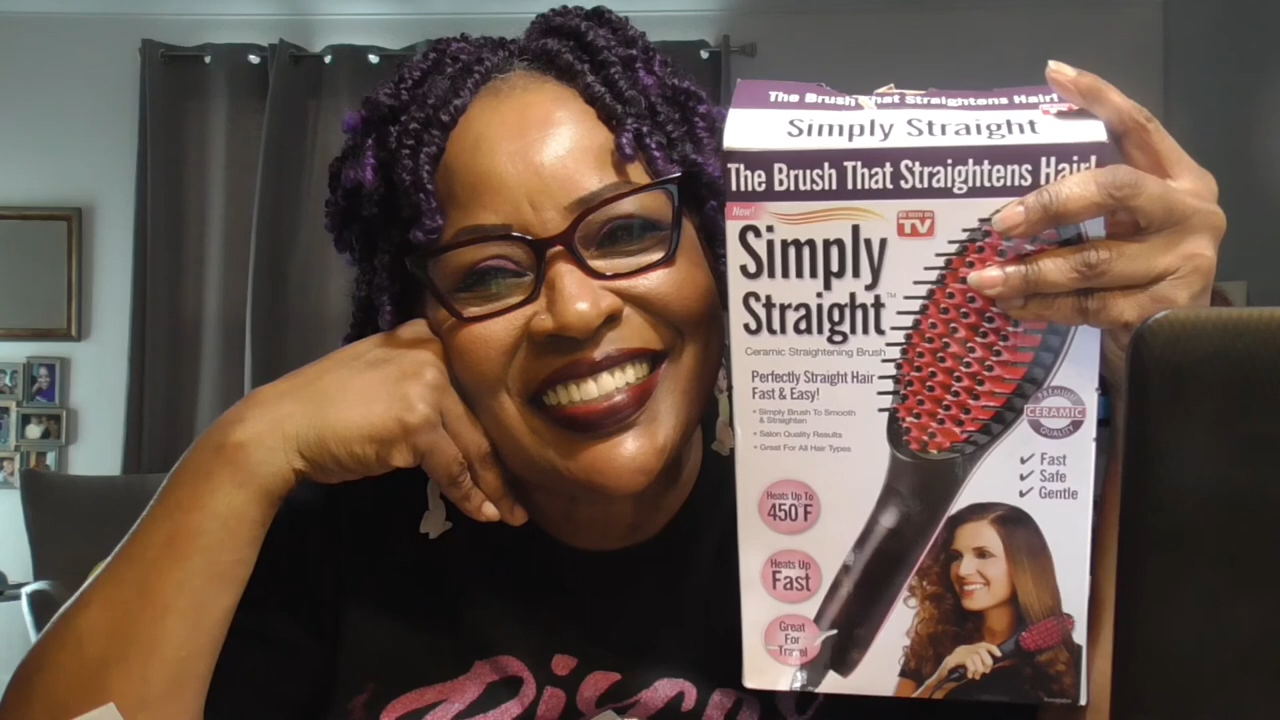 The Brush That Straightens Hair!
Simply Straight
The Brush That Straightens Hair!
New!
AS SEEN ON
TV
Simply
Straight™
Ceramic Straightening Brush
Perfectly Straight Hair
Fast & Easy!
• Simply Brush To Smooth
& Straighten
• Salon Quality Results
• Great For All Hair Types
PREMIUM
CERAMIC
QUALITY
✓ Fast
✓ Safe
✓ Gentle
Heats Up To
450°F
Heats Up
Fast
Great
For
Travel